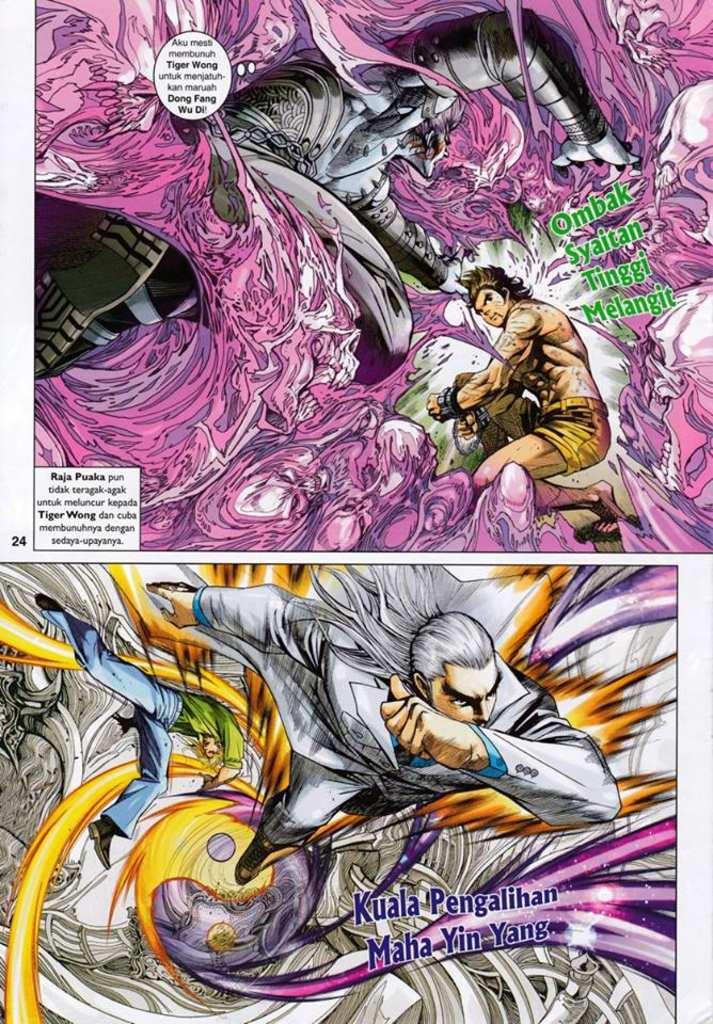 Aku mesti
membunuh
Tiger Wong
untuk menjatuh-
kan maruah
Dong Fang
Wu Di!
Ombak
Syaitan
Tinggi
Melangit
Raja Puaka pun
tidak teragak-agak
untuk meluncur kepada
Tiger Wong dan cuba
membunuhnya dengan
sedaya-upayanya.
24
Kuala Pengalihan
Maha Yin Yang